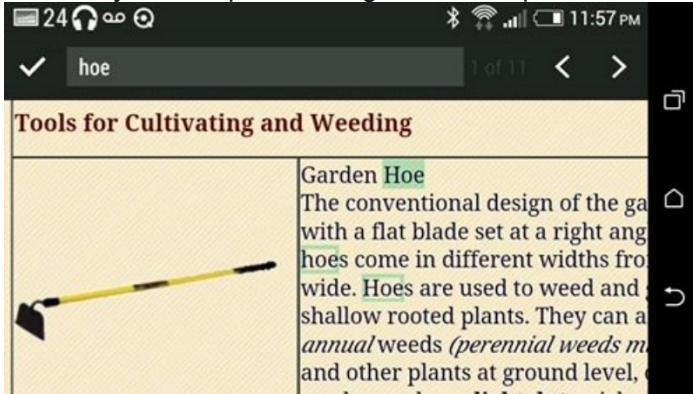 24
11:57 PM
hoe
1 of 11
Tools for Cultivating and Weeding
Garden Hoe
The conventional design of the ga
with a flat blade set at a right ang
hoes come in different widths fro
wide. Hoes are used to weed and
shallow rooted plants. They can a
annual weeds (perennial weeds m
and other plants at ground level,